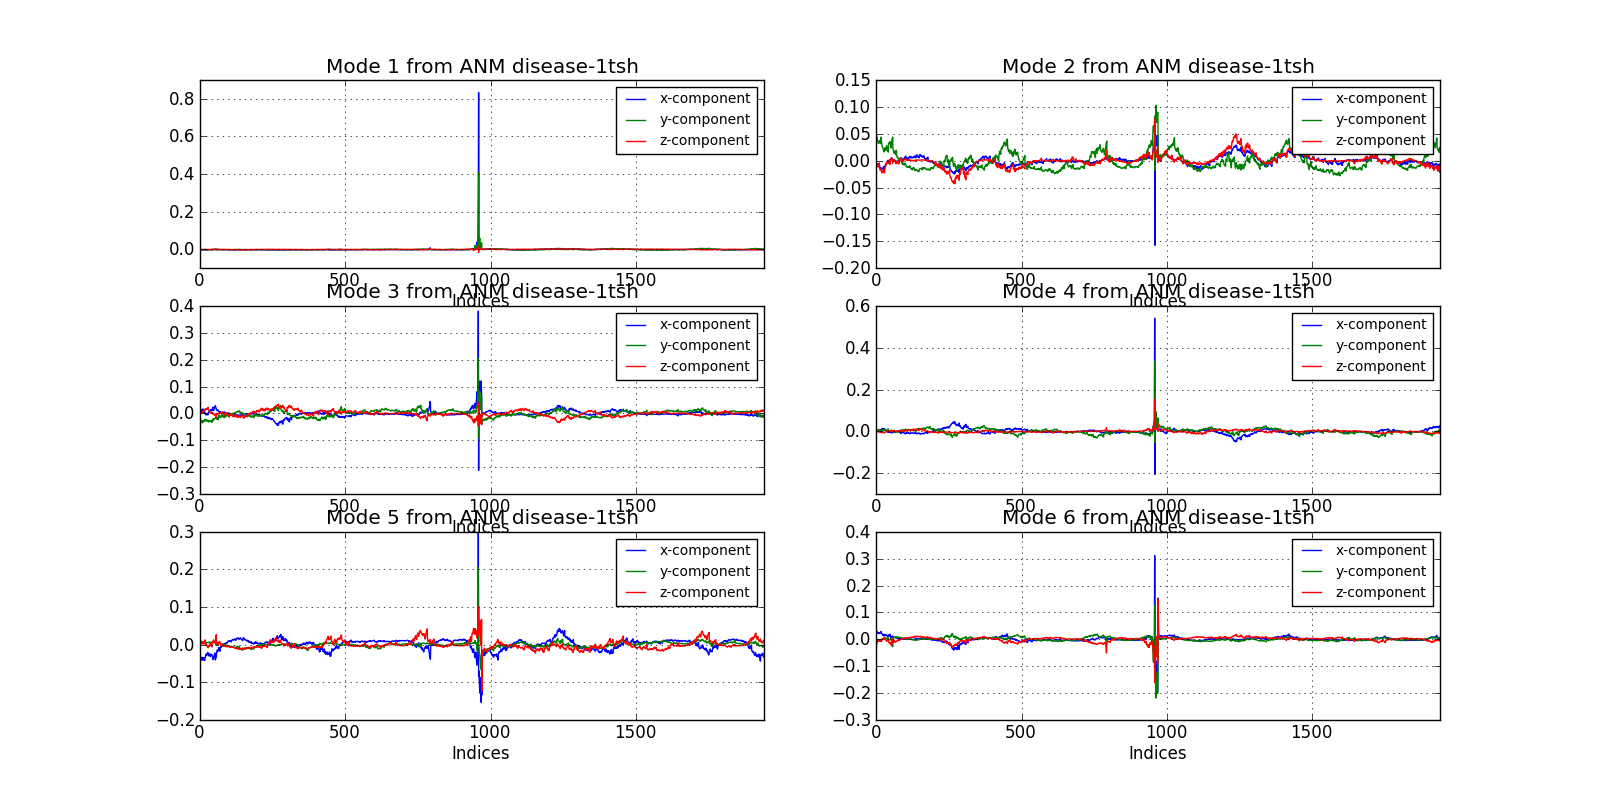 Mode 1 from ANM disease-1tsh
0.8
0.6
0.4
0.2
0.0
x-component
y-component
z-component
0 500 1000 1500
Indices
Mode 2 from ANM disease-1tsh
0.15
0.10
0.05
0.00
−0.05
−0.10
−0.15
−0.20
x-component
y-component
z-component
0 500 1000 1500
Indices
Mode 3 from ANM disease-1tsh
0.4
0.3
0.2
0.1
0.0
−0.1
−0.2
−0.3
x-component
y-component
z-component
0 500 1000 1500
Indices
Mode 4 from ANM disease-1tsh
0.6
0.4
0.2
0.0
−0.2
x-component
y-component
z-component
0 500 1000 1500
Indices
Mode 5 from ANM disease-1tsh
0.3
0.2
0.1
0.0
−0.1
−0.2
x-component
y-component
z-component
0 500 1000 1500
Indices
Mode 6 from ANM disease-1tsh
0.4
0.3
0.2
0.1
0.0
−0.1
−0.2
−0.3
x-component
y-component
z-component
0 500 1000 1500
Indices